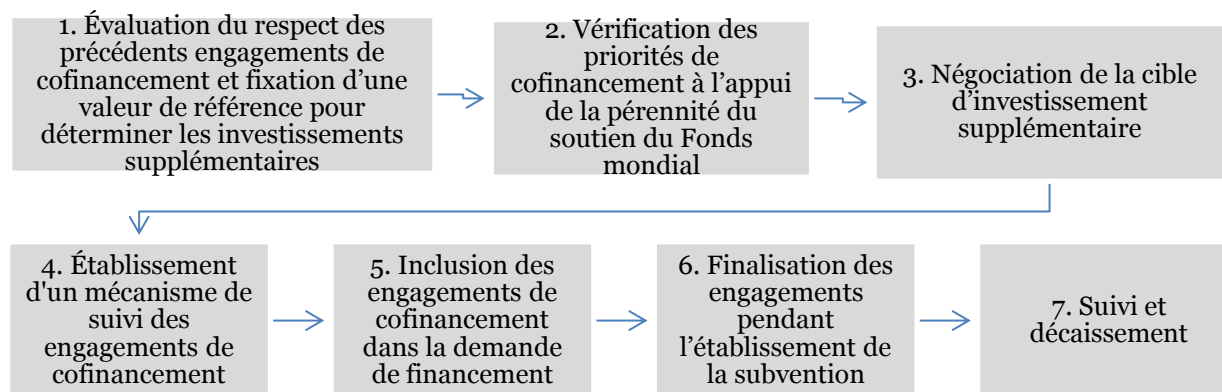 1. Évaluation du respect des
précédents engagements de
cofinancement et fixation d’une
valeur de référence pour
déterminer les investissements
supplémentaires
2. Vérification des
priorités de
cofinancement à l’appui
de la pérennité du
soutien du Fonds
mondial
3. Négociation de la cible
d’investissement
supplémentaire
4. Établissement
d'un mécanisme de
suivi des
engagements de
cofinancement
5. Inclusion des
engagements de
cofinancement
dans la demande
de financement
6. Finalisation des
engagements
pendant
l’établissement de
la subvention
7. Suivi et
décaissement